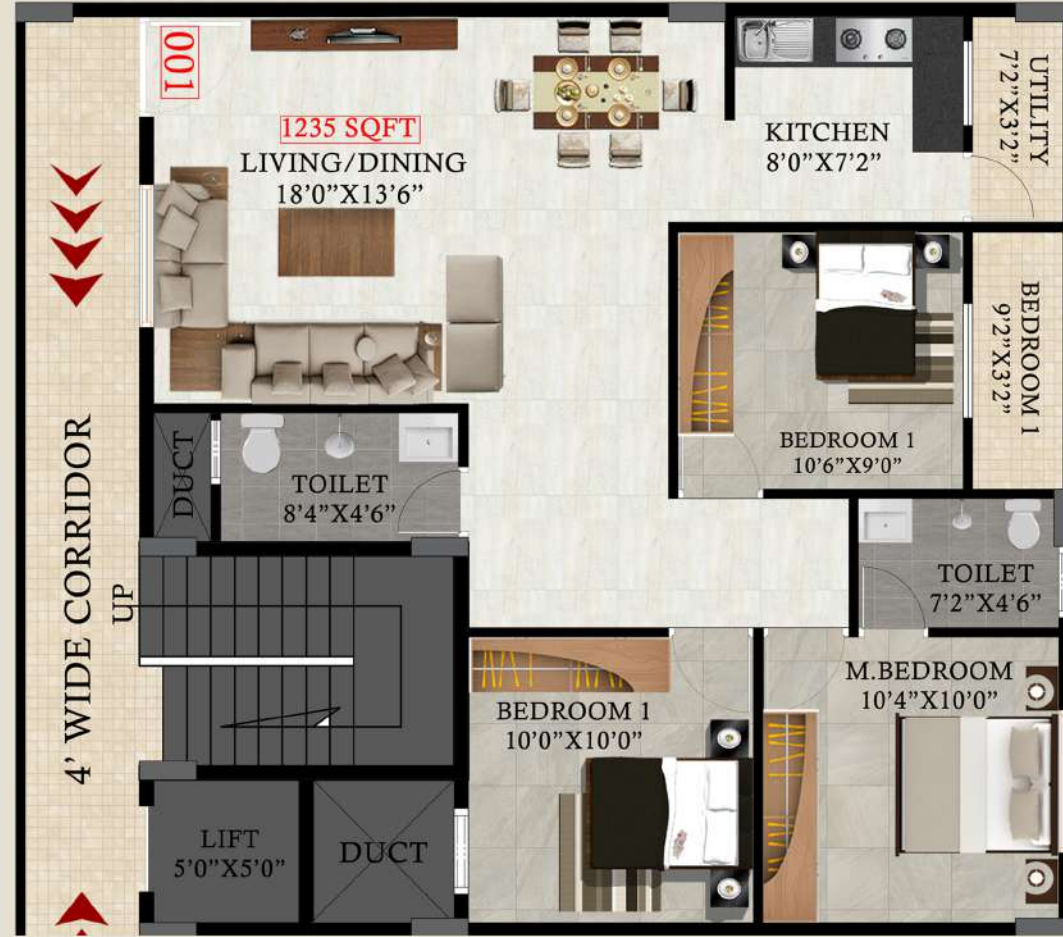 001
1235 SQFT
LIVING/DINING
18'0"X13'6"
KITCHEN
8'0"X7'2"
UTILITY
7'2"X3'2"
BEDROOM 1
10'6"X9'0"
BEDROOM 1
9'2"X3'2"
4' WIDE CORRIDOR
DUCT
TOILET
8'4"X4'6"
UP
TOILET
7'2"X4'6"
BEDROOM 1
10'0"X10'0"
M.BEDROOM
10'4"X10'0"
LIFT
5'0"X5'0"
DUCT